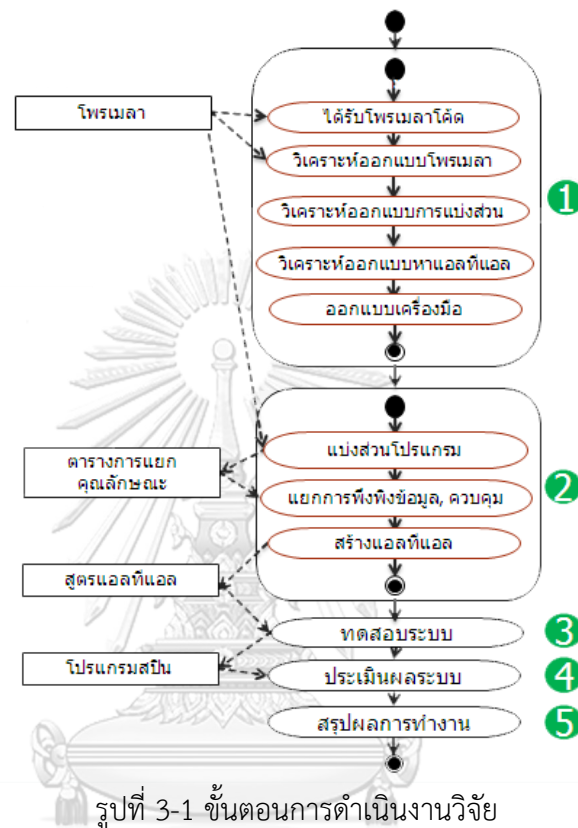 โพรเมลา
ได้รับโพรเมลาโค้ด
วิเคราะห์ออกแบบโพรเมลา
วิเคราะห์ออกแบบการแบ่งส่วน
วิเคราะห์ออกแบบหาแอลทีแอล
ออกแบบเครื่องมือ
1
แบ่งส่วนโปรแกรม
ตารางการแยก
คุณลักษณะ
แยกการพึ่งพิงข้อมูล, ควบคุม
2
สร้างแอลทีแอล
สูตรแอลทีแอล
ทดสอบระบบ
3
โปรแกรมสปิน
ประเมินผลระบบ
4
สรุปผลการทำงาน
5
รูปที่ 3-1 ขั้นตอนการดำเนินงานวิจัย